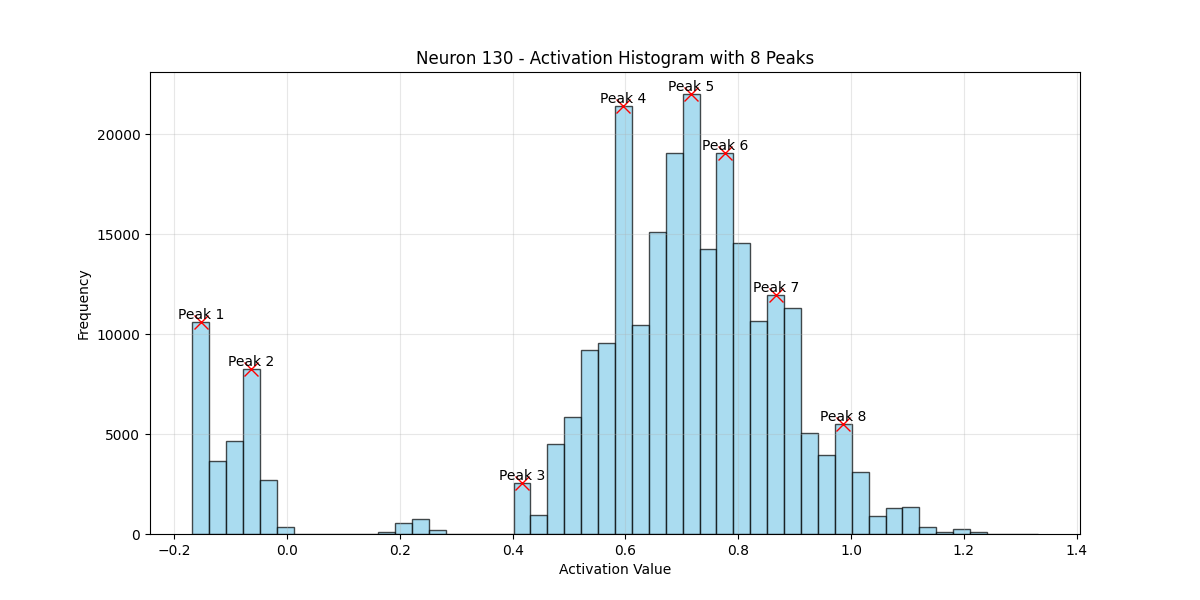 Neuron 130 - Activation Histogram with 8 Peaks
Frequency
20000
15000
10000
5000
0
Peak 1
Peak 2
Peak 3
Peak 4
Peak 5
Peak 6
Peak 7
Peak 8
−0.2 0.0 0.2 0.4 0.6 0.8 1.0 1.2 1.4
Activation Value